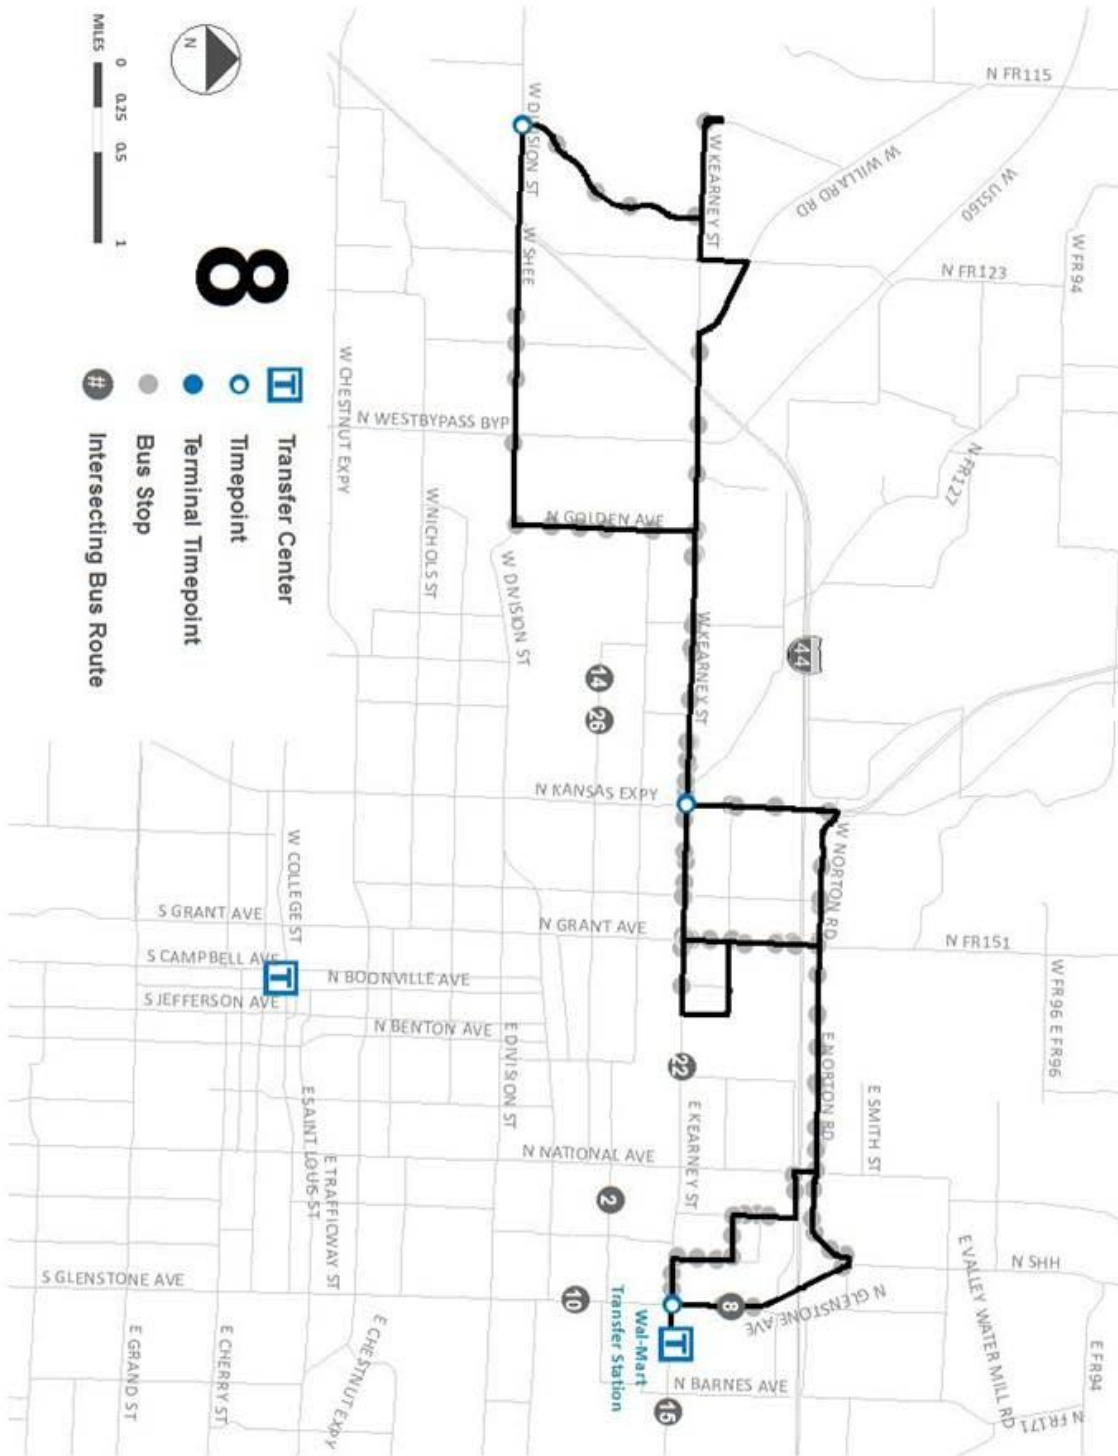 N FR115
W DIVISION ST
W KEARNEY ST
W WILLARD RD
W US160
W FR94
N FR123
W SHEE
N
MILES
0 0.25 0.5 1
8
W CHESTNUT EXPY
N WESTBYPASS BYP
N FR127
Transfer Center
Timepoint
Terminal Timepoint
Bus Stop
Intersecting Bus Route
T
#
W NICHOLS ST
N GOLDEN AVE
W DIVISION ST
W KEARNEY ST
44
14
26
N KANSAS EXPY
W NORTON RD
W COLLEGE ST
S GRANT AVE
N GRANT AVE
N FR151
S CAMPBELL AVE
T
N BOONVILLE AVE
S JEFFERSON AVE
N BENTON AVE
E DIVISION ST
W FR96 E FR96
22
E NORTON RD
E SMITH ST
E KEARNEY ST
E SAINT LOUIS ST
E TRAFFICWAY ST
N NATIONAL AVE
2
S GLENSTONE AVE
10
8
N GLENSTONE AVE
N SHH
E VALLEY WATER MILL RD
Wal-Mart
Transfer Station
T
E GRAND ST
E CHERRY ST
E CHESTNUT EXPY
N BARNES AVE
15
E FR94
N FR171